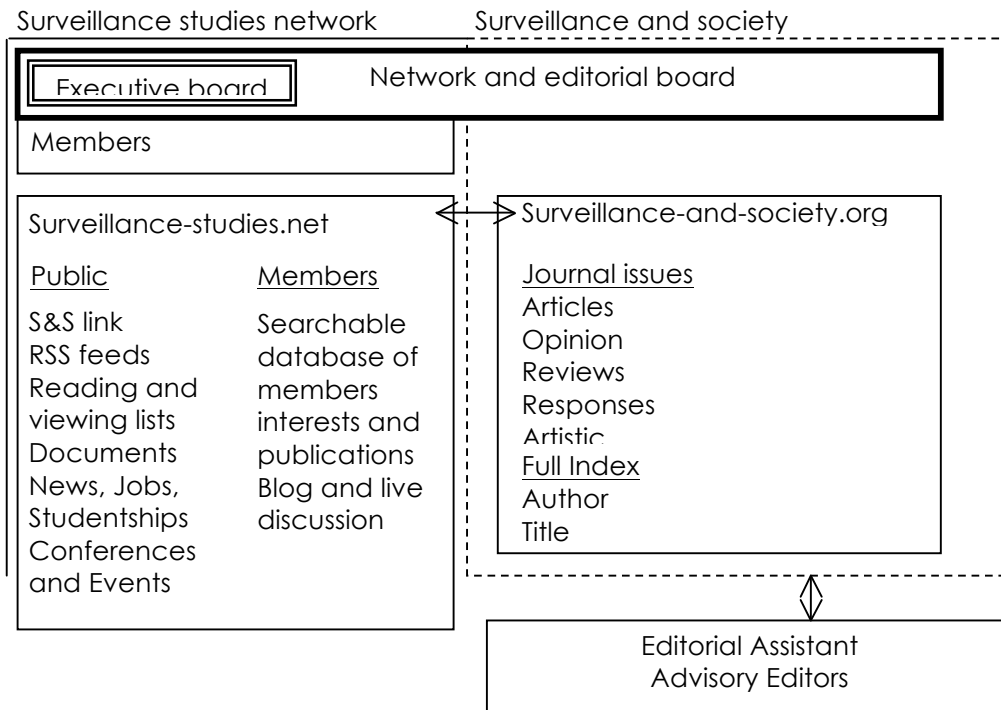 Surveillance studies network
Surveillance and society
Executive board
Network and editorial board
Members
Surveillance-studies.net
Public
S&S link
RSS feeds
Reading and
viewing lists
Documents
News, Jobs,
Studentships
Conferences
and Events
Members
Searchable
database of
members
interests and
publications
Blog and live
discussion
Surveillance-and-society.org
Journal issues
Articles
Opinion
Reviews
Responses
Artistic
Full Index
Author
Title
Editorial Assistant
Advisory Editors